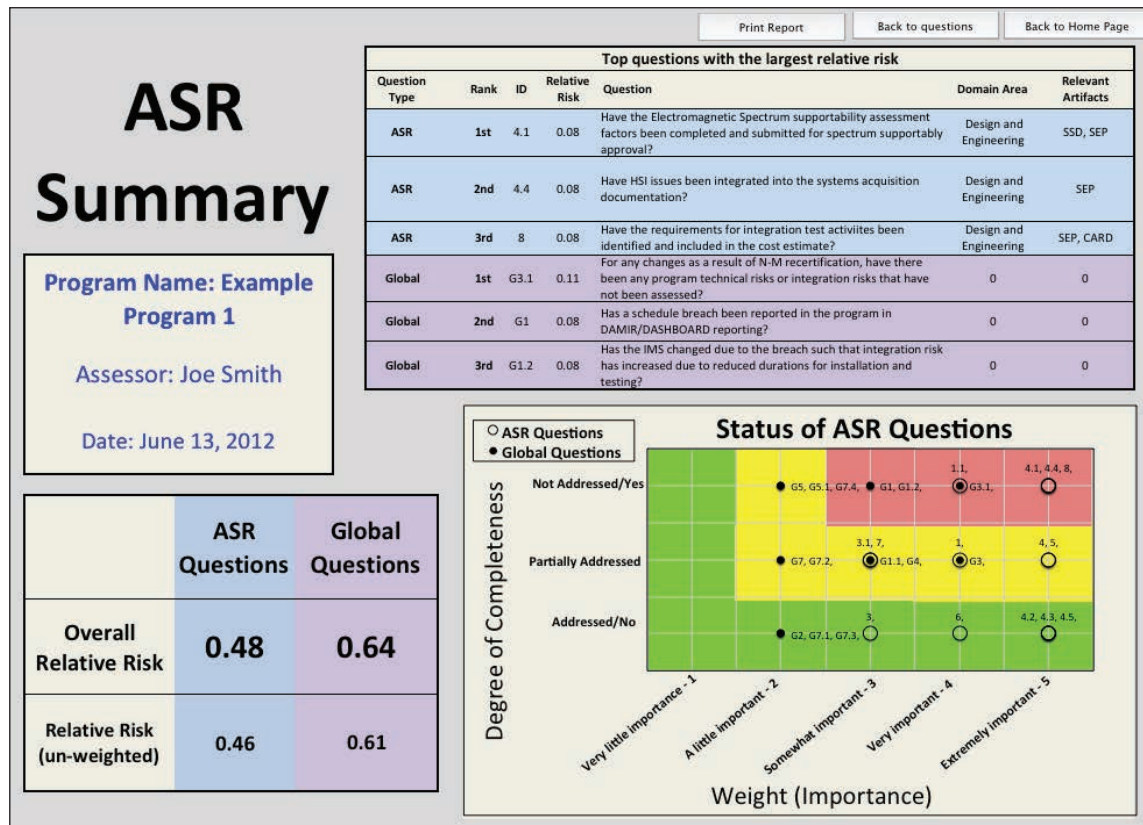 Print Report
Back to questions
Back to Home Page
ASR
Summary
Program Name: Example
Program 1
Assessor: Joe Smith
Date: June 13, 2012
Top questions with the largest relative risk
Question Type Rank ID Relative Risk Question Domain Area Relevant Artifacts
ASR 1st 4.1 0.08 Have the Electromagnetic Spectrum supportability assessment
factors been completed and submitted for spectrum supportably
approval?
Design and
Engineering
SSD, SEP
ASR 2nd 4.4 0.08 Have HSI issues been integrated into the systems acquisition
documentation?
Design and
Engineering
SEP
ASR 3rd 8 0.08 Have the requirements for integration test activiites been
identified and included in the cost estimate?
Design and
Engineering
SEP, CARD
Global 1st G3.1 0.11 For any changes as a result of N-M recertification, have there
been any program technical risks or integration risks that have
not been assessed?
0 0
Global 2nd G1 0.08 Has a schedule breach been reported in the program in
DAMIR/DASHBOARD reporting?
0 0
Global 3rd G1.2 0.08 Has the IMS changed due to the breach such that integration risk
has increased due to reduced durations for installation and
testing?
0 0
ASR
Questions
Global
Questions
Overall
Relative Risk
0.48 0.64
Relative Risk
(un-weighted)
0.46 0.61
ASR Questions
Global Questions
Status of ASR Questions
Degree of Completeness
Not Addressed/Yes
G5, G5.1, G7.4,
G1, G1.2,
1.1,
G3.1,
4.1, 4.4, 8,
Partially Addressed
G7, G7.2,
3.1, 7,
G1.1, G4,
1,
G3,
4, 5,
Addressed/No
G2, G7.1, G7.3,
3,
6,
4.2, 4.3, 4.5,
Very little importance - 1
A little important - 2
Somewhat important - 3
Very important - 4
Extremely important - 5
Weight (Importance)